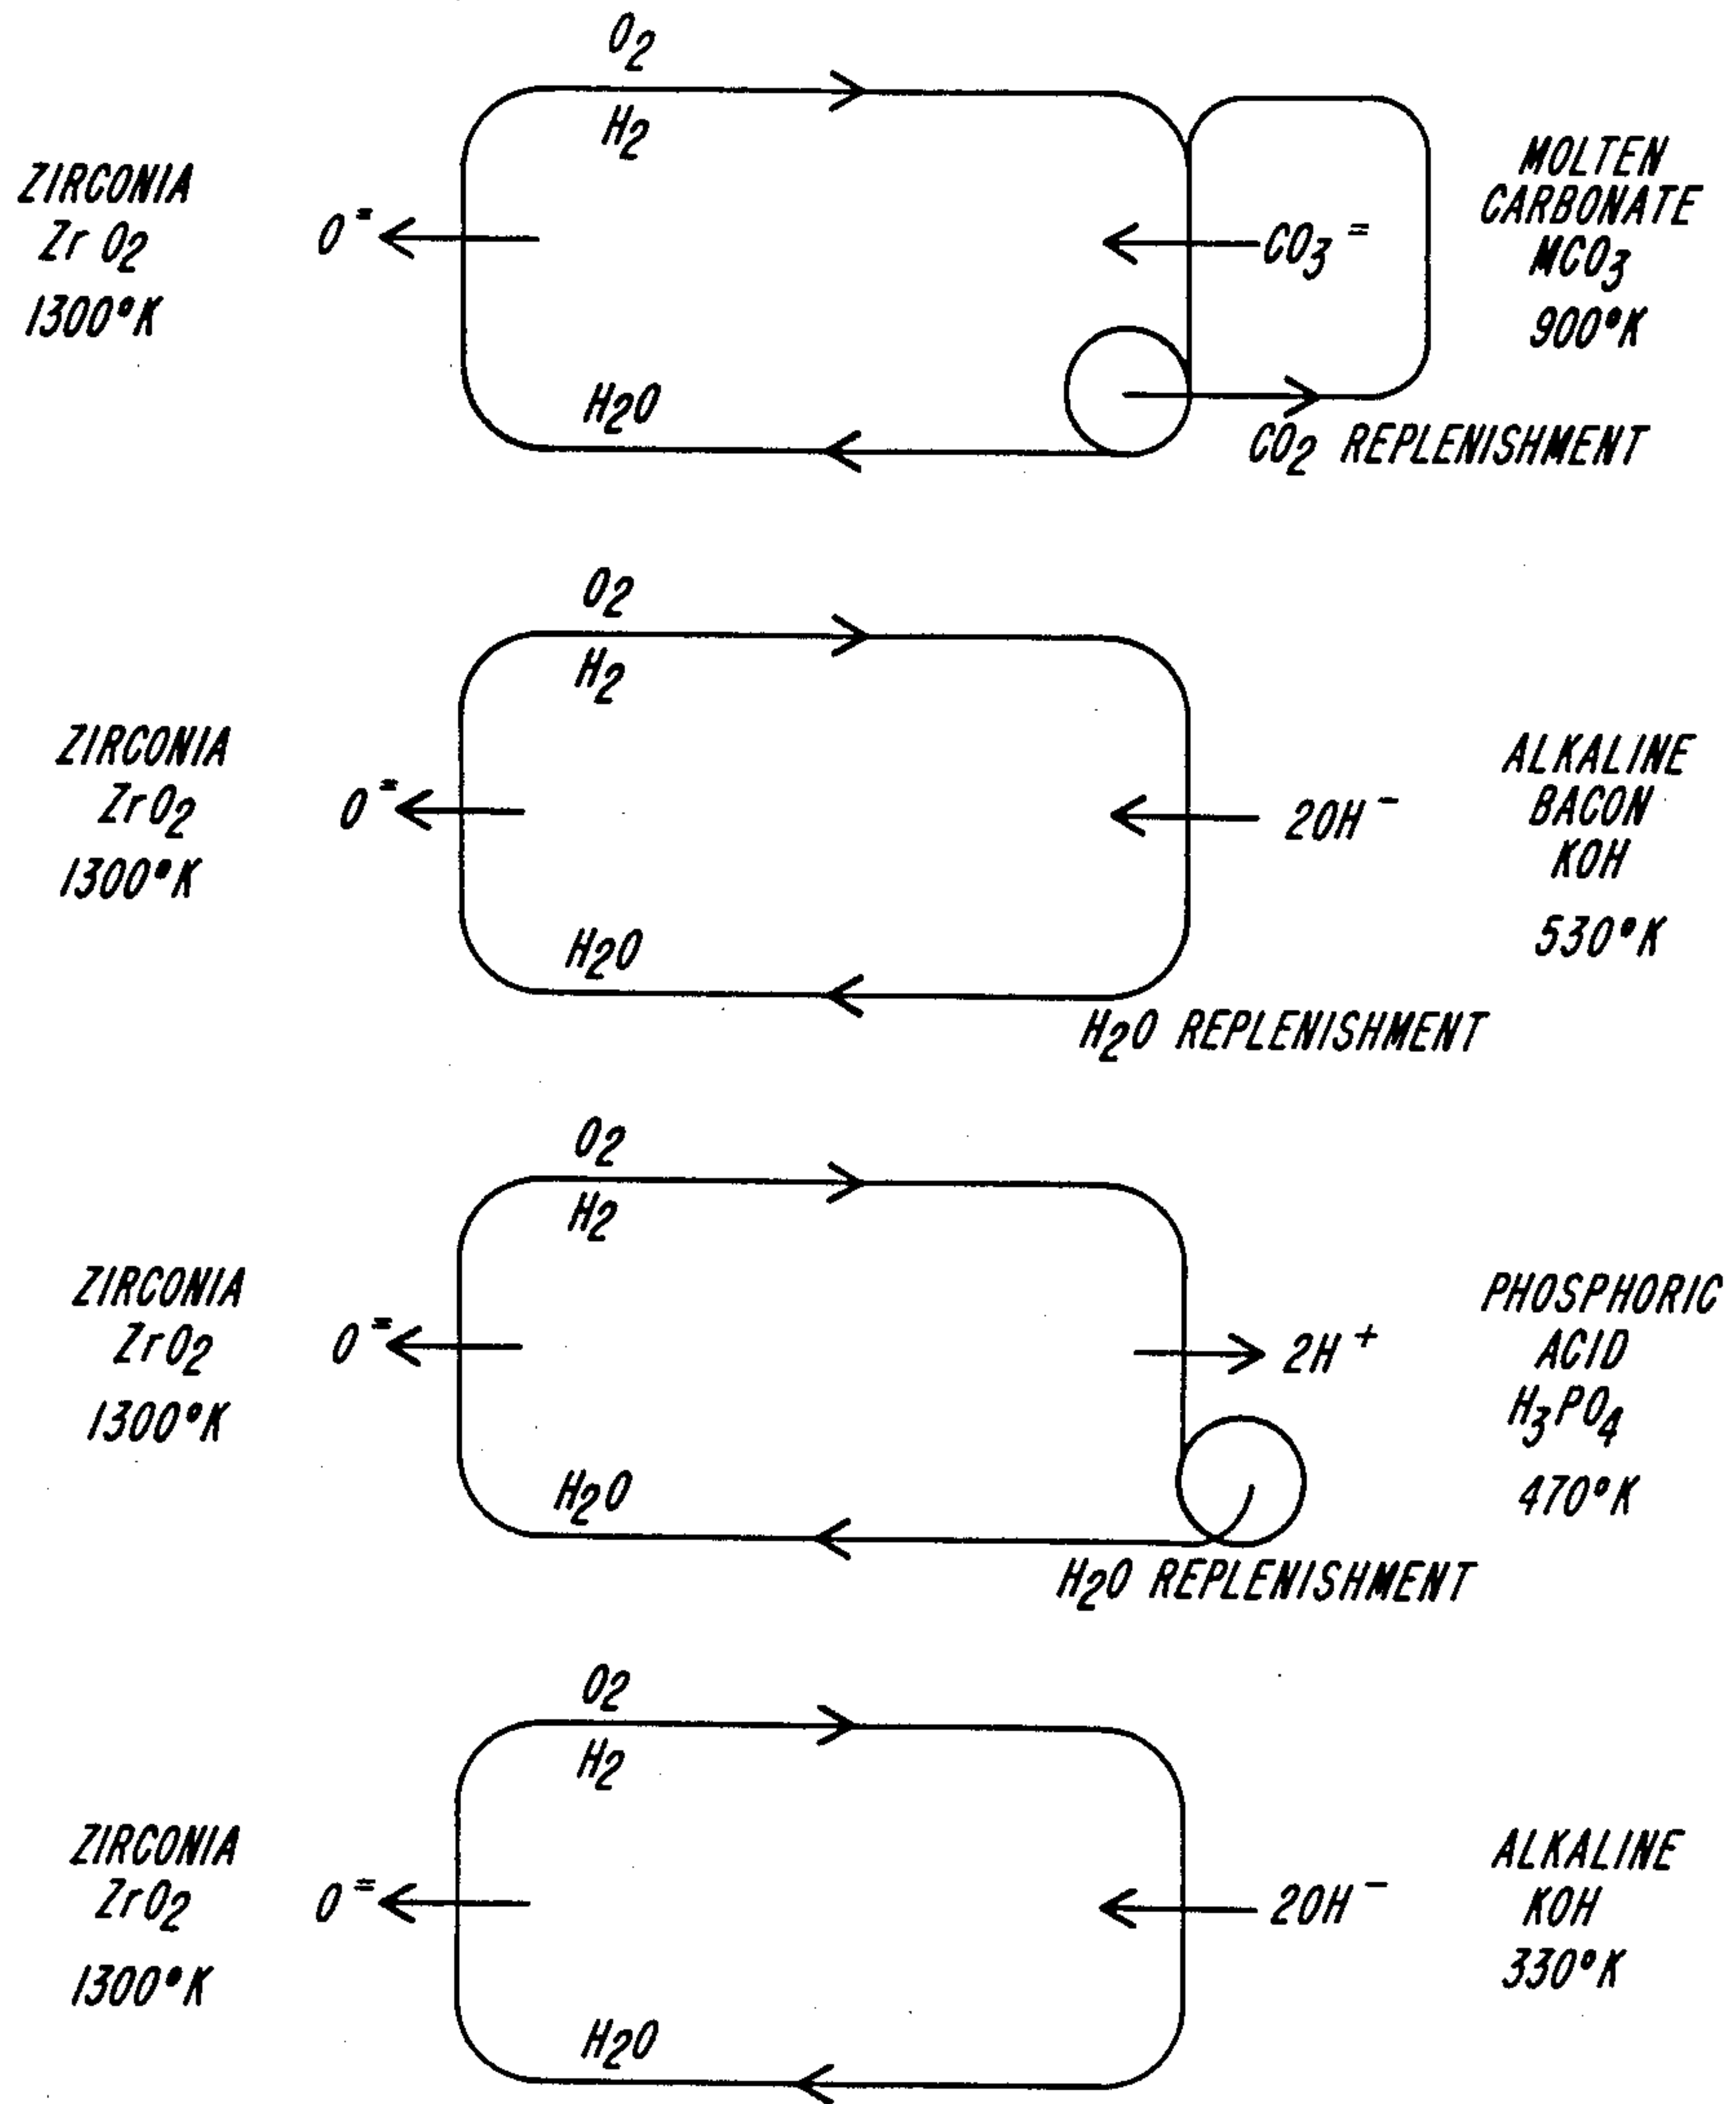 O2
H2
ZIRCONIA
ZrO2
1300°K
O=
CO3=
MOLTEN
CARBONATE
MCO3
900°K
H2O
CO2 REPLENISHMENT
O2
H2
ZIRCONIA
ZrO2
1300°K
O=
2OH-
ALKALINE
BACON
KOH
530°K
H2O
H2O REPLENISHMENT
O2
H2
ZIRCONIA
ZrO2
1300°K
O=
2H+
PHOSPHORIC
ACID
H3PO4
470°K
H2O
H2O REPLENISHMENT
O2
H2
ZIRCONIA
ZrO2
1300°K
O=
2OH-
ALKALINE
KOH
330°K
H2O